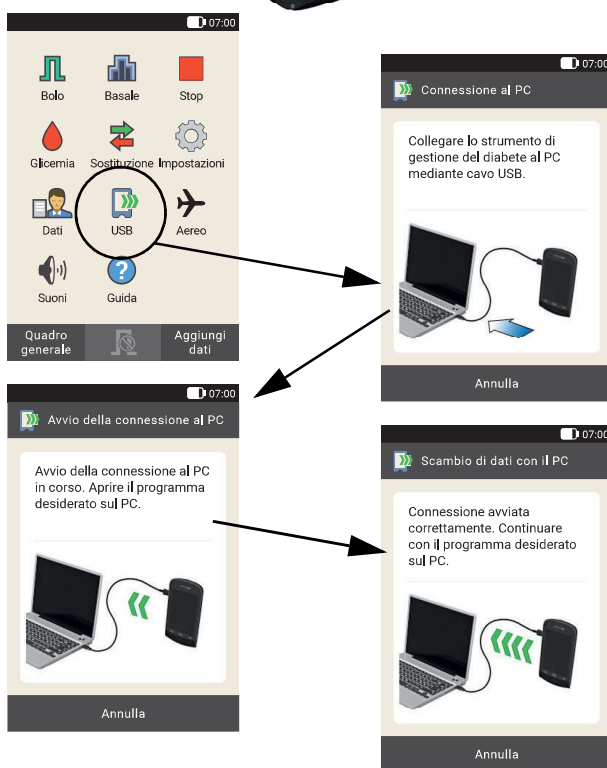 07:00
Bolo
Basale
Stop
Glicemia
Sostituzione
Impostazioni
Dati
USB
Aereo
Suoni
?
Guida
Quadro
generale
Aggiungi
dati
07:00
Connessione al PC
Collegare lo strumento di
gestione del diabete al PC
mediante cavo USB.
Annulla
07:00
Avvio della connessione al PC
Avvio della connessione al PC
in corso. Aprire il programma
desiderato sul PC.
Annulla
07:00
Scambio di dati con il PC
Connessione avviata
correttamente. Continuare
con il programma desiderato
sul PC.
Annulla